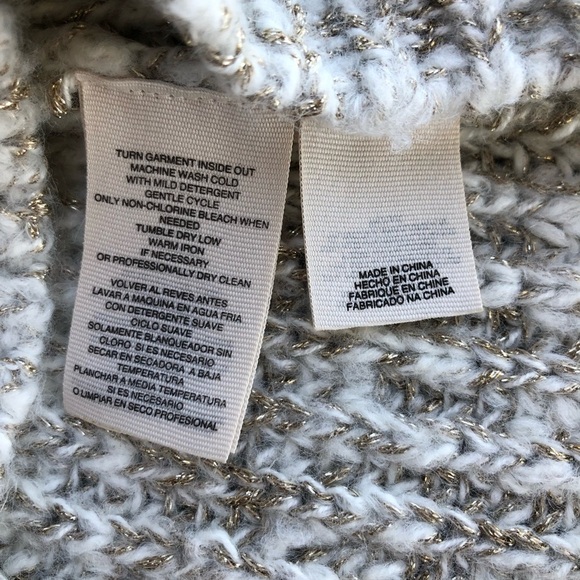 TURN GARMENT INSIDE OUT
MACHINE WASH COLD
WITH MILD DETERGENT
GENTLE CYCLE
ONLY NON-CHLORINE BLEACH WHEN
NEEDED
TUMBLE DRY LOW
WARM IRON
IF NECESSARY
OR PROFESSIONALLY DRY CLEAN
VOLVER AL REVES ANTES
LAVAR A MAQUINA EN AGUA FRIA
CON DETERGENTE SUAVE
CICLO SUAVE
SOLAMENTE BLANQUEADOR SIN
CLORO SI ES NECESARIO
SECAR EN SECADORA A BAJA
TEMPERATURA
PLANCHAR A MEDIA TEMPERATURA
SI ES NECESARIO
O LIMPIAR EN SECO PROFESIONAL
MADE IN CHINA
HECHO EN CHINA
FABRIQUE EN CHINE
FABRICADO NA CHINA